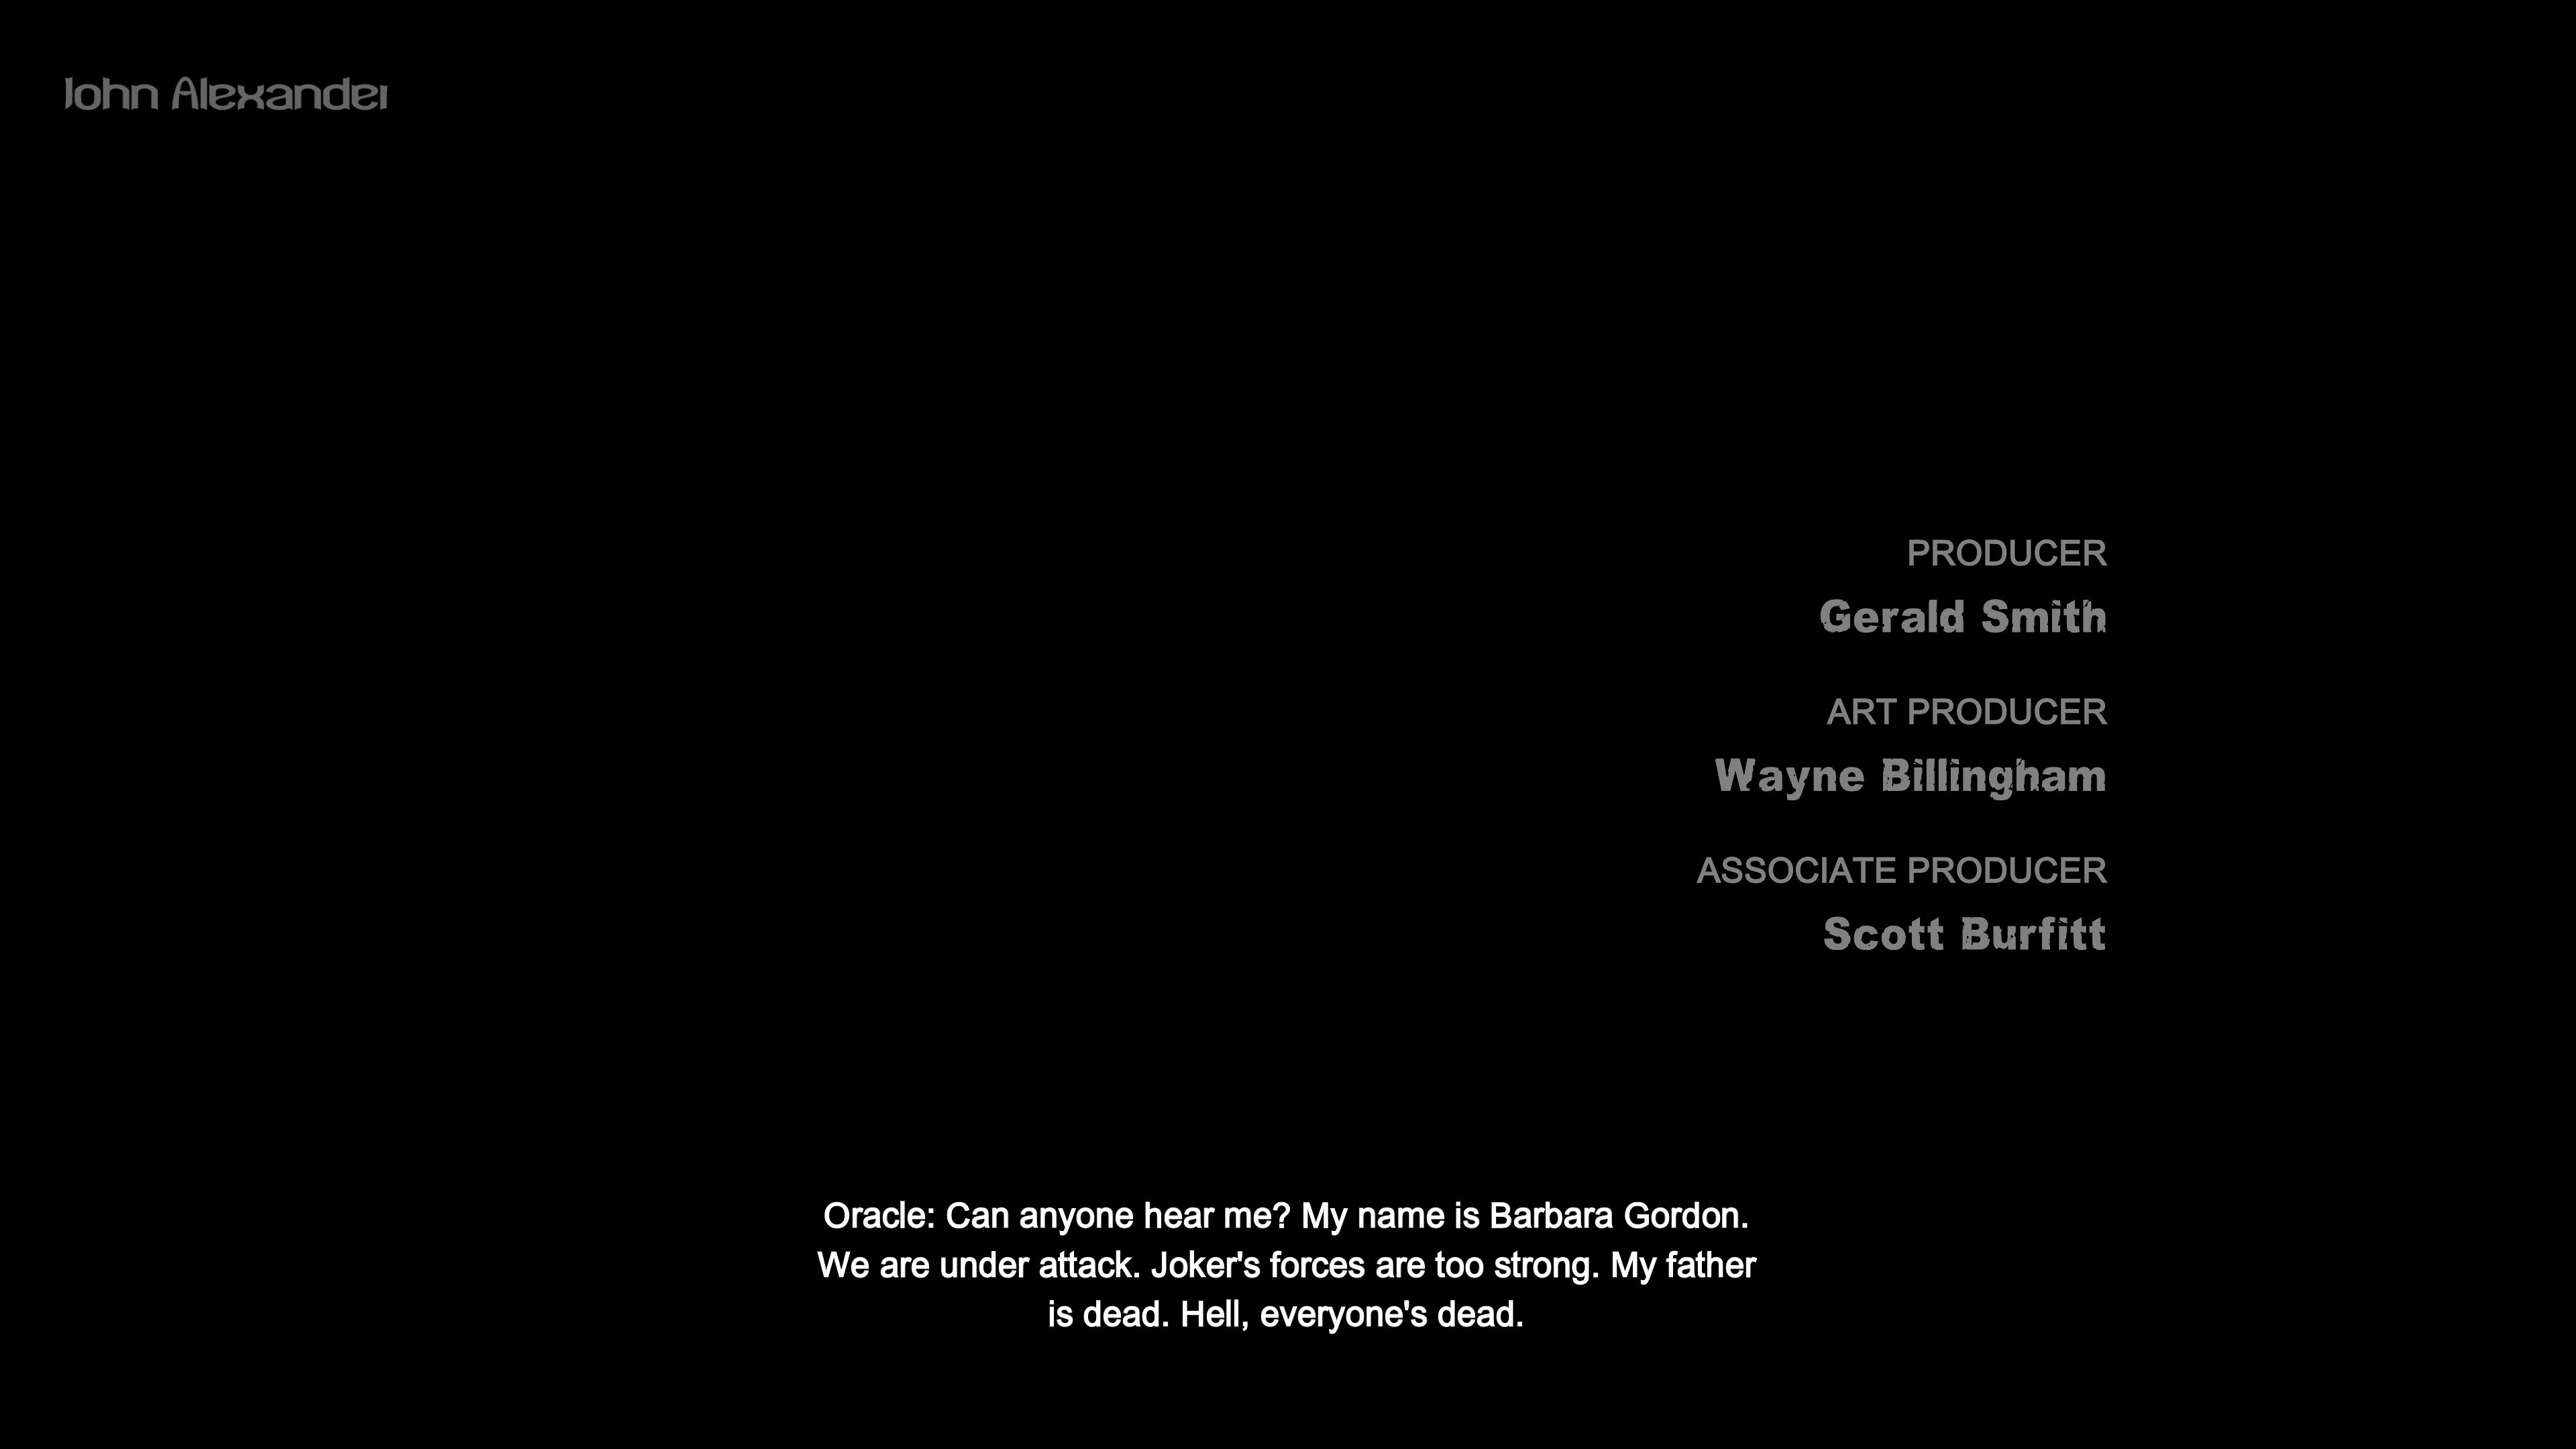 John Alexander
PRODUCER
Gerald Smith
ART PRODUCER
Wayne Billingham
ASSOCIATE PRODUCER
Scott Burfitt
Oracle: Can anyone hear me? My name is Barbara Gordon.
We are under attack. Joker's forces are too strong. My father
is dead. Hell, everyone's dead.